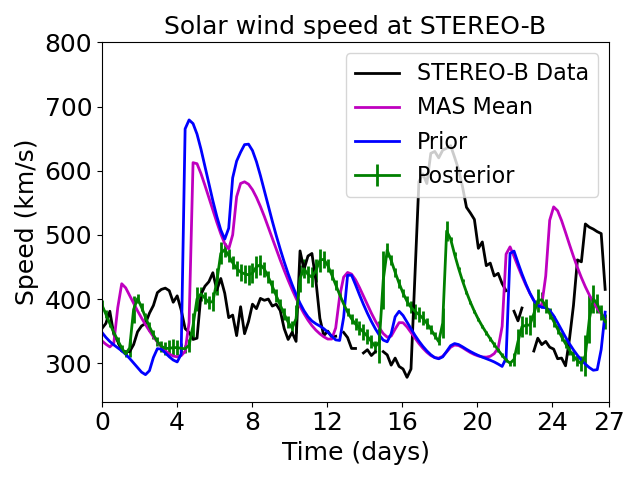 Solar wind speed at STEREO-B
800
700
600
500
400
300
Speed (km/s)
STEREO-B Data
MAS Mean
Prior
Posterior
0 4 8 12 16 20 24 27
Time (days)